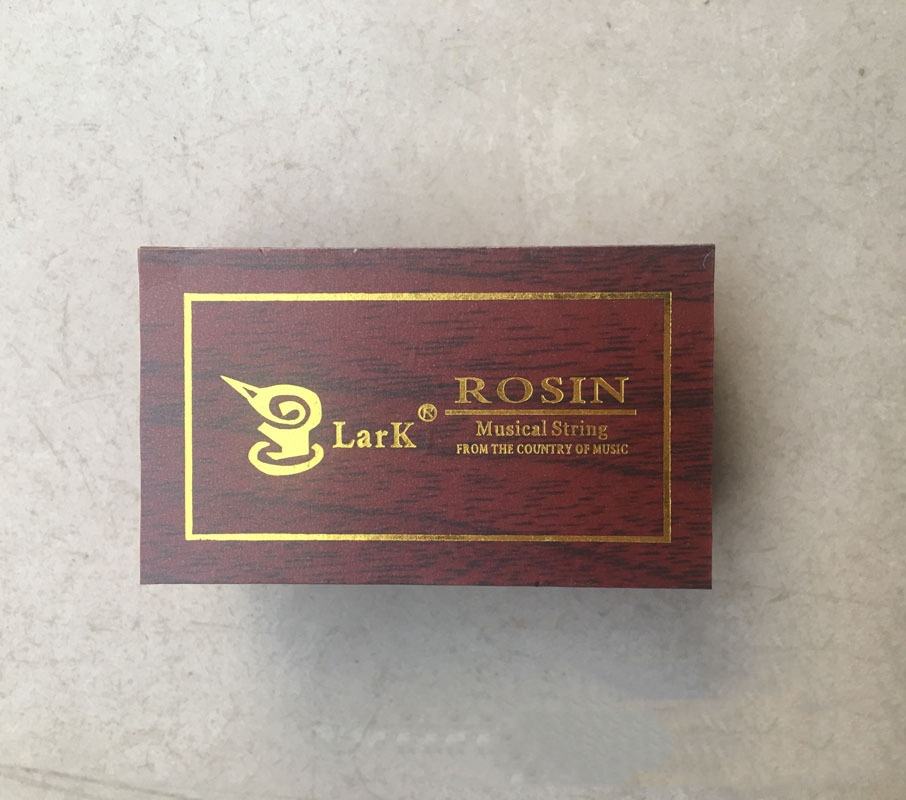 LarK®
ROSIN
Musical String
FROM THE COUNTRY OF MUSIC